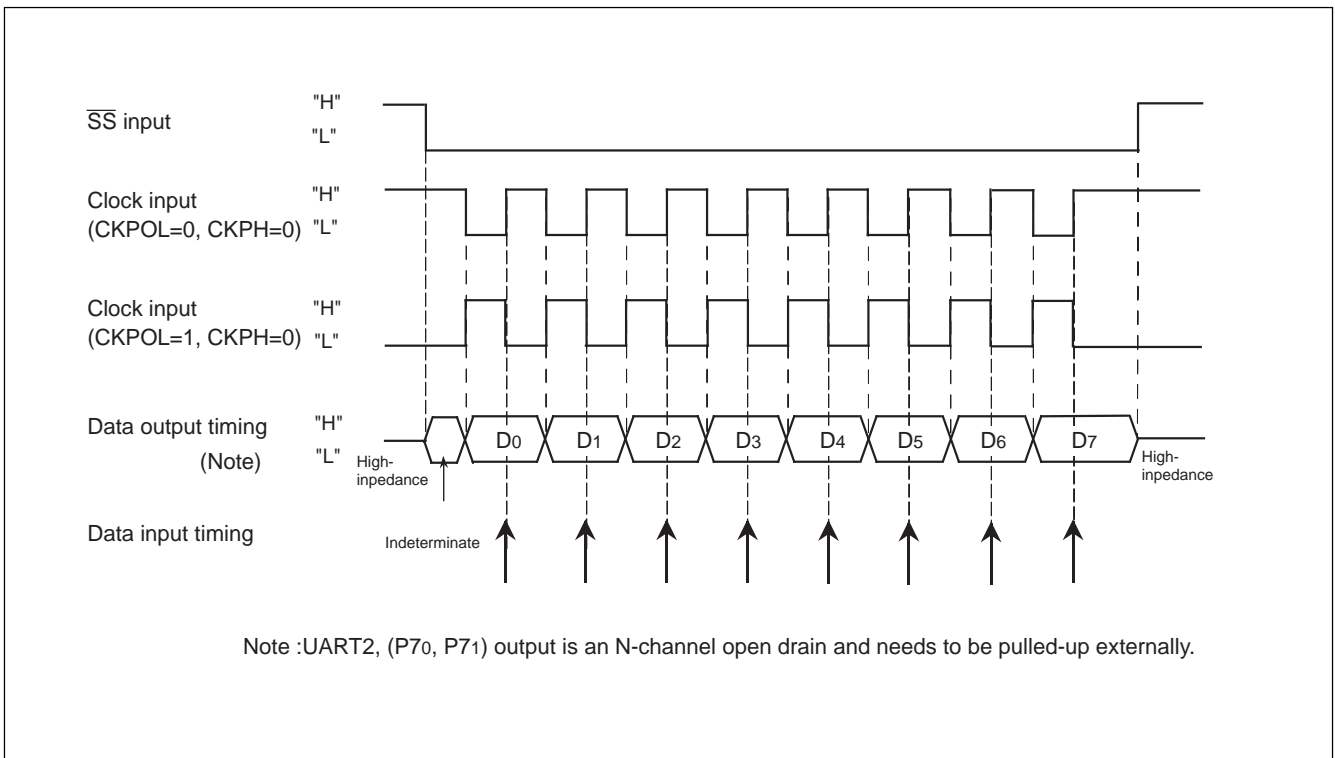 SS input
"H"
"L"
Clock input
(CKPOL=0, CKPH=0)
"H"
"L"
Clock input
(CKPOL=1, CKPH=0)
"H"
"L"
Data output timing
(Note)
"H"
"L"
High-
inpedance
D0 D1 D2 D3 D4 D5 D6 D7
High-
inpedance
Data input timing
Indeterminate
Note :UART2, (P70, P71) output is an N-channel open drain and needs to be pulled-up externally.